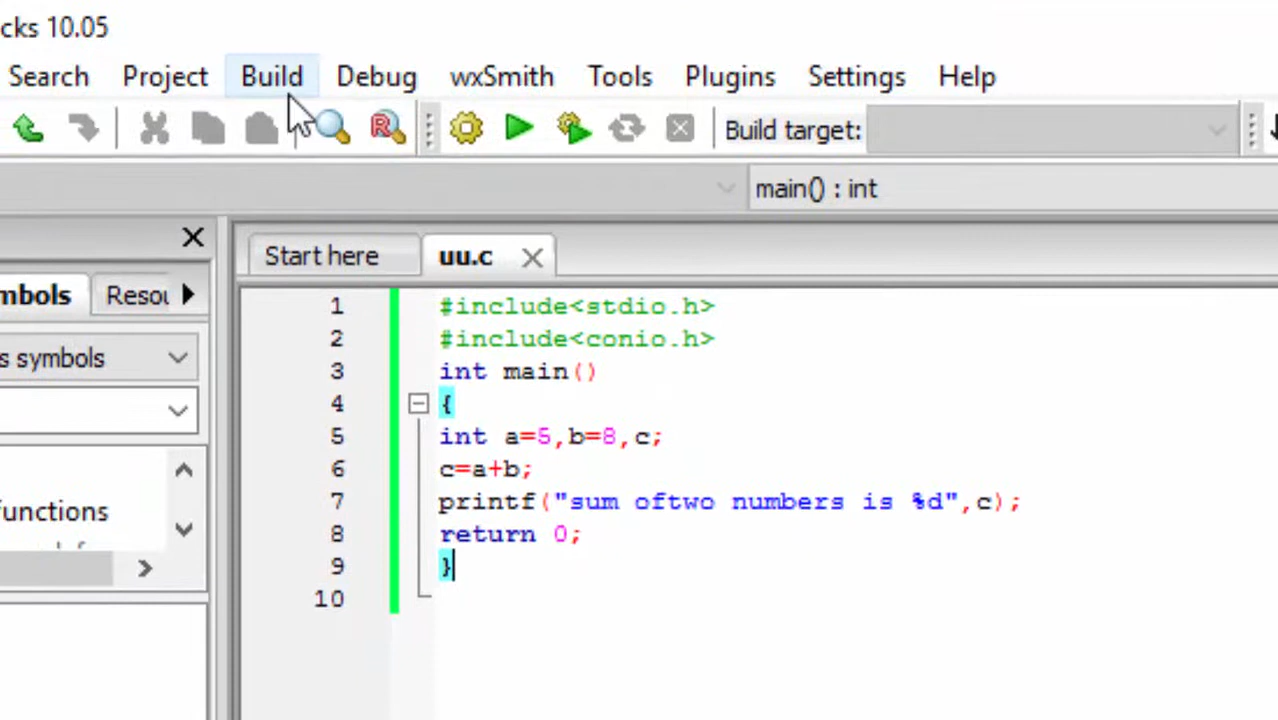 cks 10.05
Search Project Build Debug wxSmith Tools Plugins Settings Help
Build target:
main() : int
Start here uu.c
mbols Resou
s symbols
unctions
1 #include<stdio.h>
2 #include<conio.h>
3 int main()
4 {
5 int a=5,b=8,c;
6 c=a+b;
7 printf("sum oftwo numbers is %d",c);
8 return 0;
9 }
10